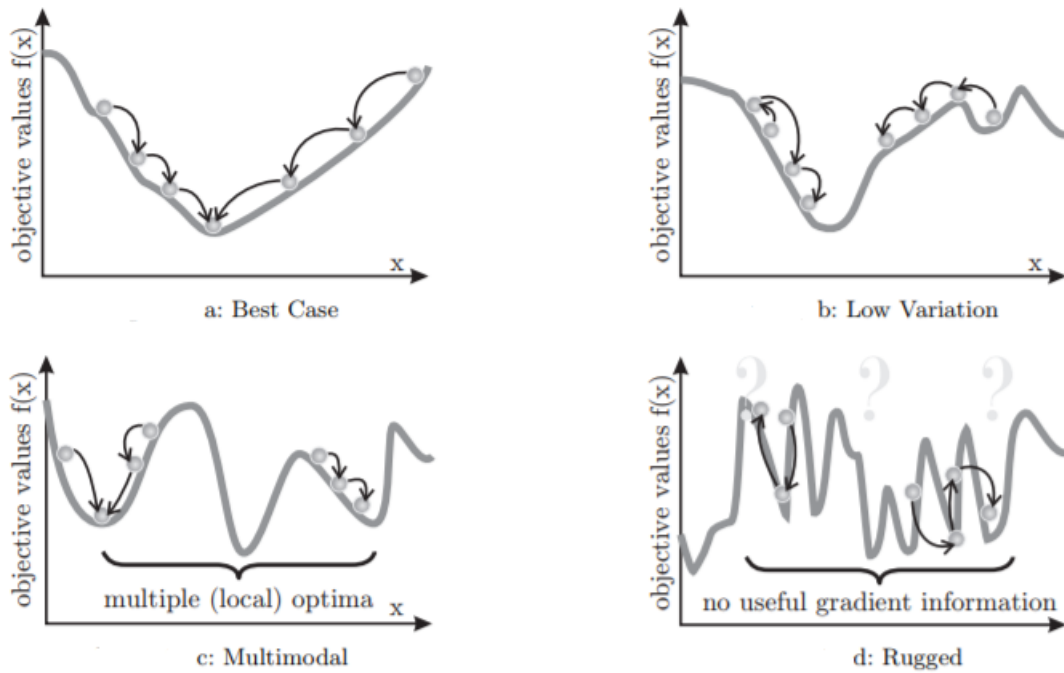 objective values f(x)
x
a: Best Case
objective values f(x)
x
b: Low Variation
objective values f(x)
multiple (local) optima
x
c: Multimodal
objective values f(x)
? ? ?
no useful gradient information
d: Rugged